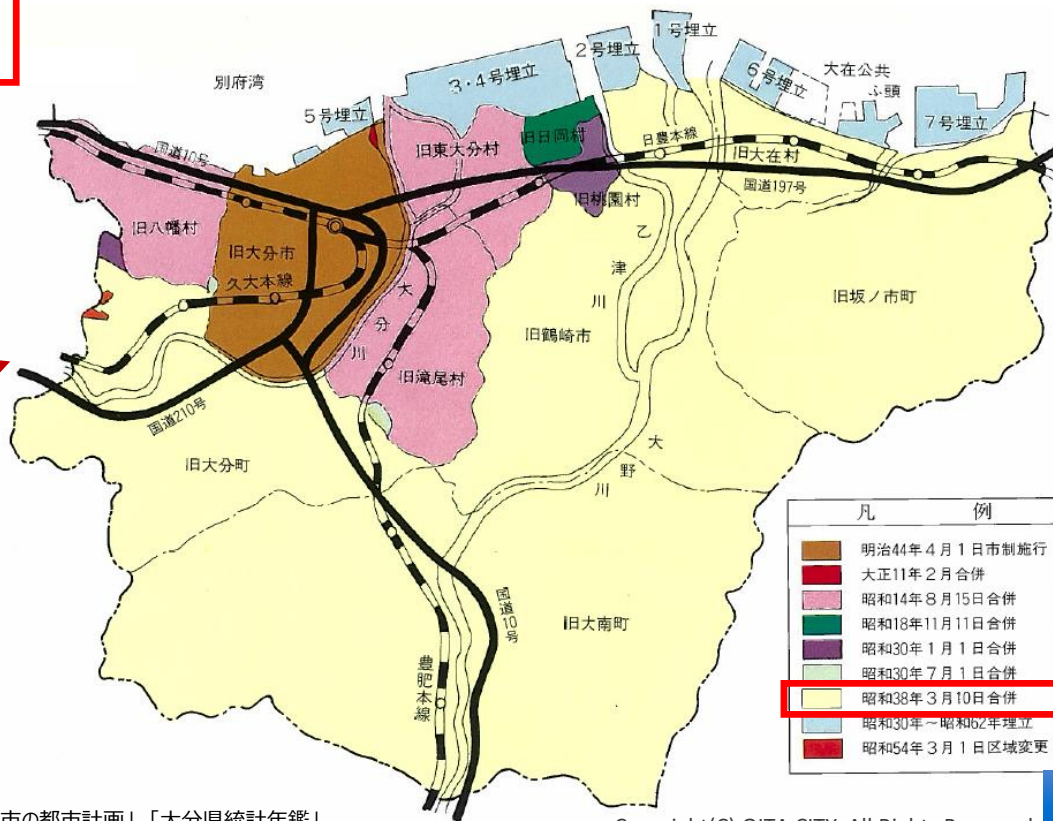 別府湾
1号埋立
2号埋立
3・4号埋立
5号埋立
6号埋立
大在公共
ふ頭
7号埋立
国道10号
旧東大分村
旧日岡村
日豊本線
旧大在村
国道197号
旧桃園村
旧八幡村
旧大分市
久大本線
大分川
乙津川
旧坂ノ市町
旧鶴崎市
旧滝尾村
国道210号
旧大分町
大野川
国道10号
旧大南町
豊肥本線
凡例
明治44年4月1日市制施行
大正11年2月合併
昭和14年8月15日合併
昭和18年11月11日合併
昭和30年1月1日合併
昭和30年7月1日合併
昭和38年3月10日合併
昭和30年～昭和62年埋立
昭和54年3月1日区域変更
市の都市計画」「大分県統計年鑑」
Copyright(C) OITA CITY. All Rights Reserved